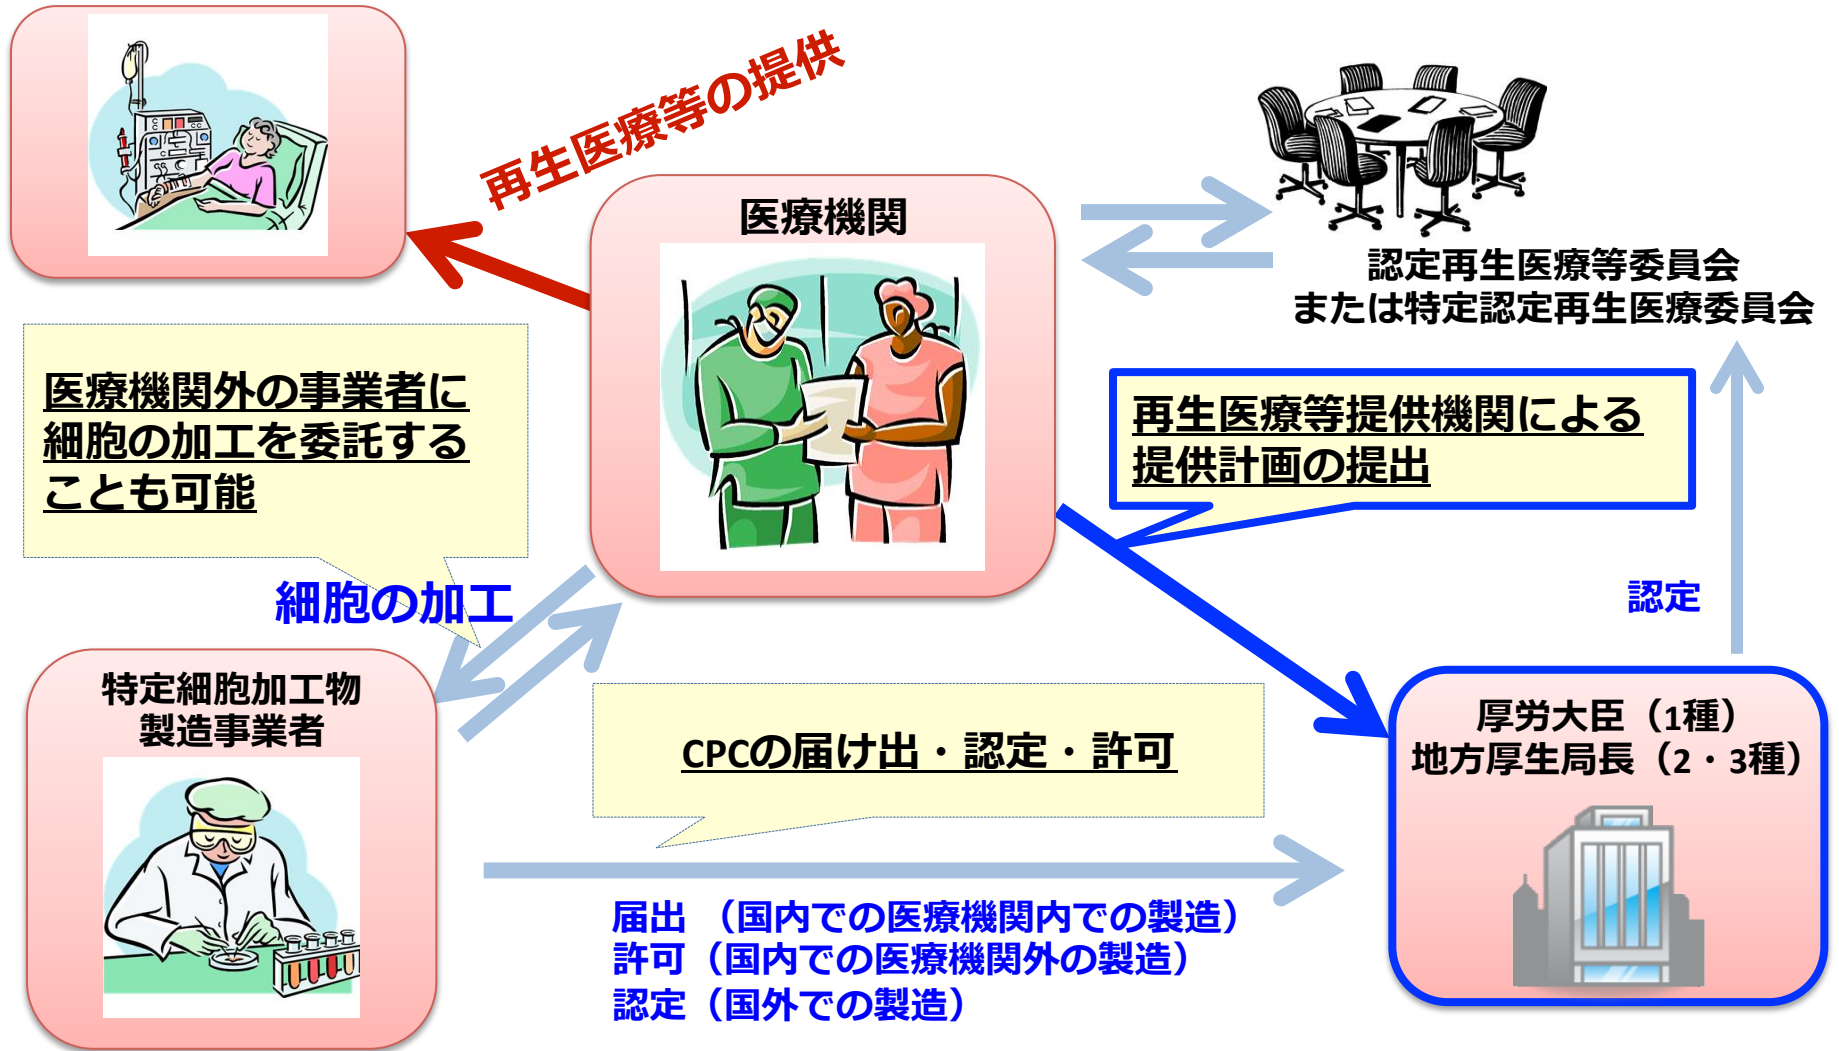 再生医療等の提供
医療機関
認定再生医療等委員会
または特定認定再生医療委員会
医療機関外の事業者に
細胞の加工を委託する
ことも可能
再生医療等提供機関による
提供計画の提出
細胞の加工
認定
特定細胞加工物
製造事業者
CPCの届け出・認定・許可
厚労大臣（1種）
地方厚生局長（2・3種）
届出 （国内での医療機関内での製造）
許可（国内での医療機関外の製造）
認定（国外での製造）